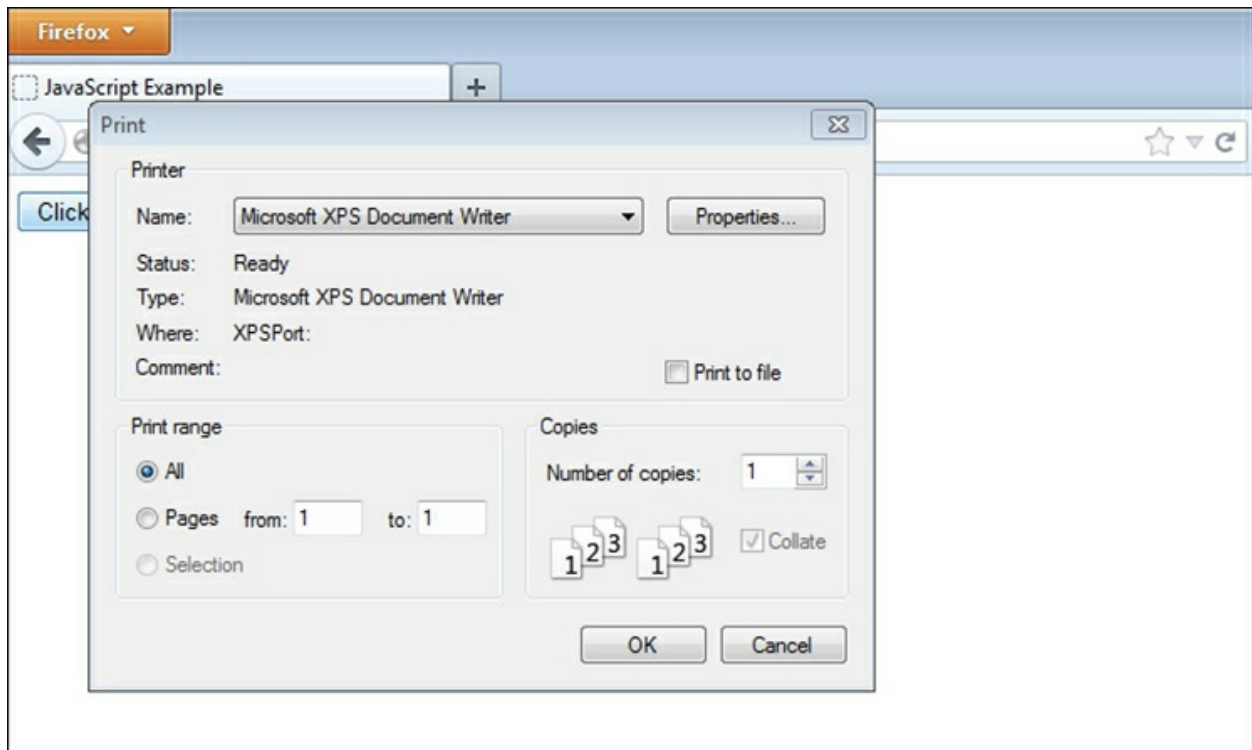 Firefox
JavaScript Example +
Print
Click
Printer
Name: Microsoft XPS Document Writer Properties...
Status: Ready
Type: Microsoft XPS Document Writer
Where: XPSPort:
Comment: Print to file
Print range
All
Pages from: 1 to: 1
Selection
Copies
Number of copies: 1
1 2 3 1 2 3 Collate
OK Cancel